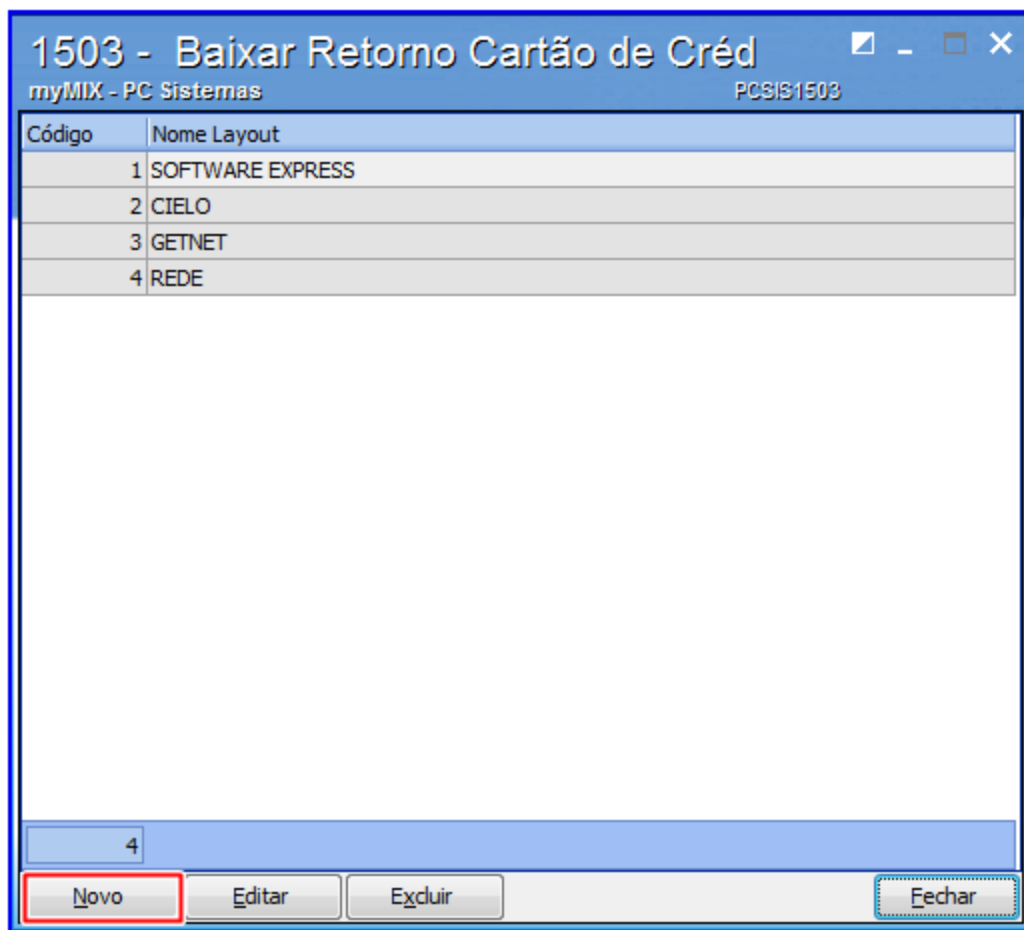 1503 - Baixar Retorno Cartão de Créd
myMIX - PC Sistemas PCSIS1503
Código Nome Layout
1 SOFTWARE EXPRESS
2 CIELO
3 GETNET
4 REDE
4
Novo Editar Excluir Fechar